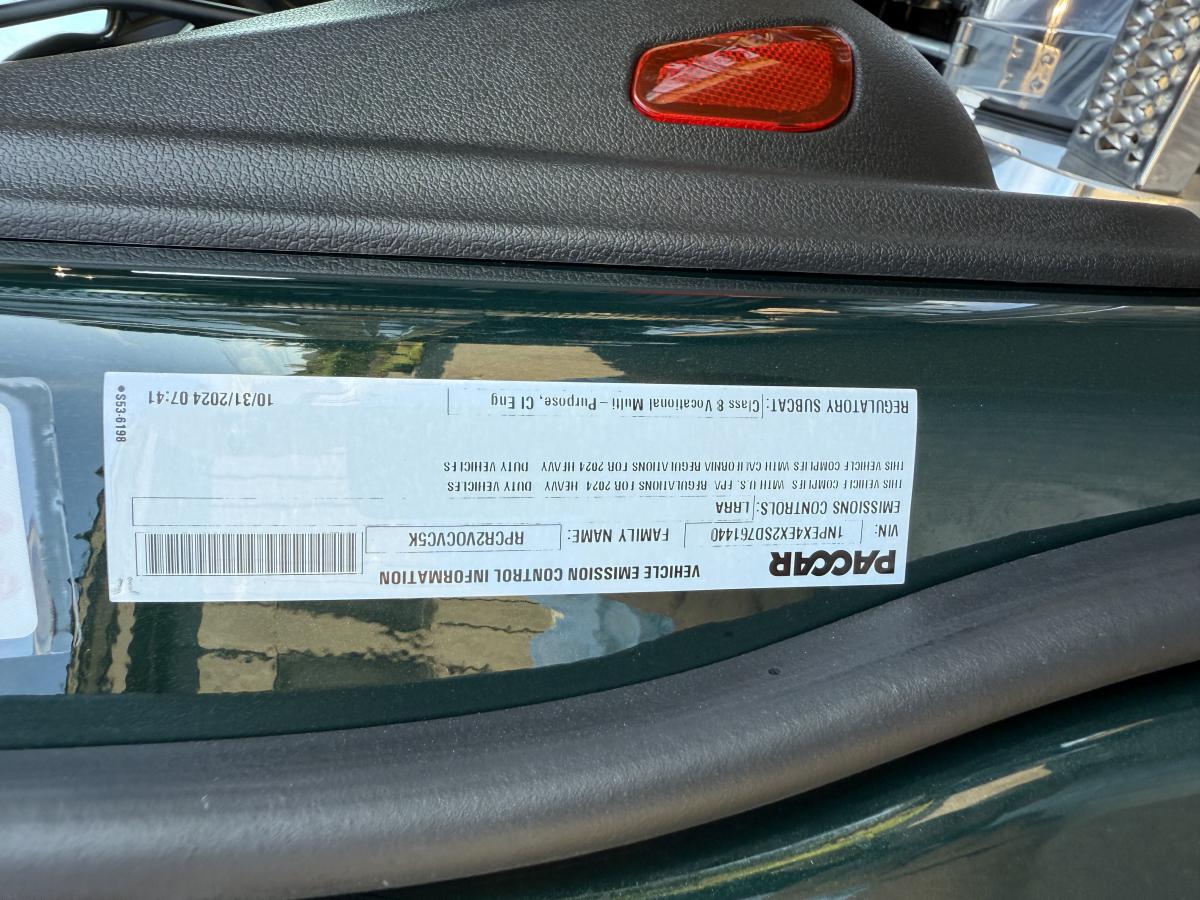 PACCAR VEHICLE EMISSION CONTROL INFORMATION
VIN: 1NPEX4EX2SD761440 FAMILY NAME: RPCR2VOCVC5K
EMISSIONS CONTROLS: LRRA
THIS VEHICLE COMPLIES WITH U.S. EPA REGULATIONS FOR 2024 HEAVY DUTY VEHICLES
THIS VEHICLE COMPLIES WITH CALIFORNIA REGULATIONS FOR 2024 HEAVY DUTY VEHICLES
REGULATORY SUBCAT: Class 8 Vocational Multi-Purpose, CI Eng
10/31/2024 07:41
S53-6198